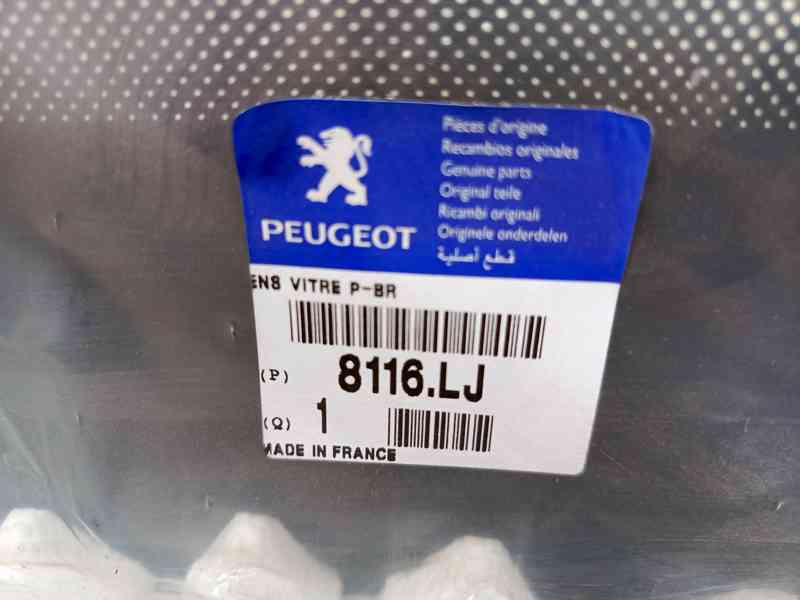 PEUGEOT
Pièces d'origine
Recambios originales
Genuine parts
Original teile
Ricambi originali
Originele onderdelen
قطع أصلية
ENS VITRE P-BR
(P) 8116.LJ
(Q) 1
MADE IN FRANCE